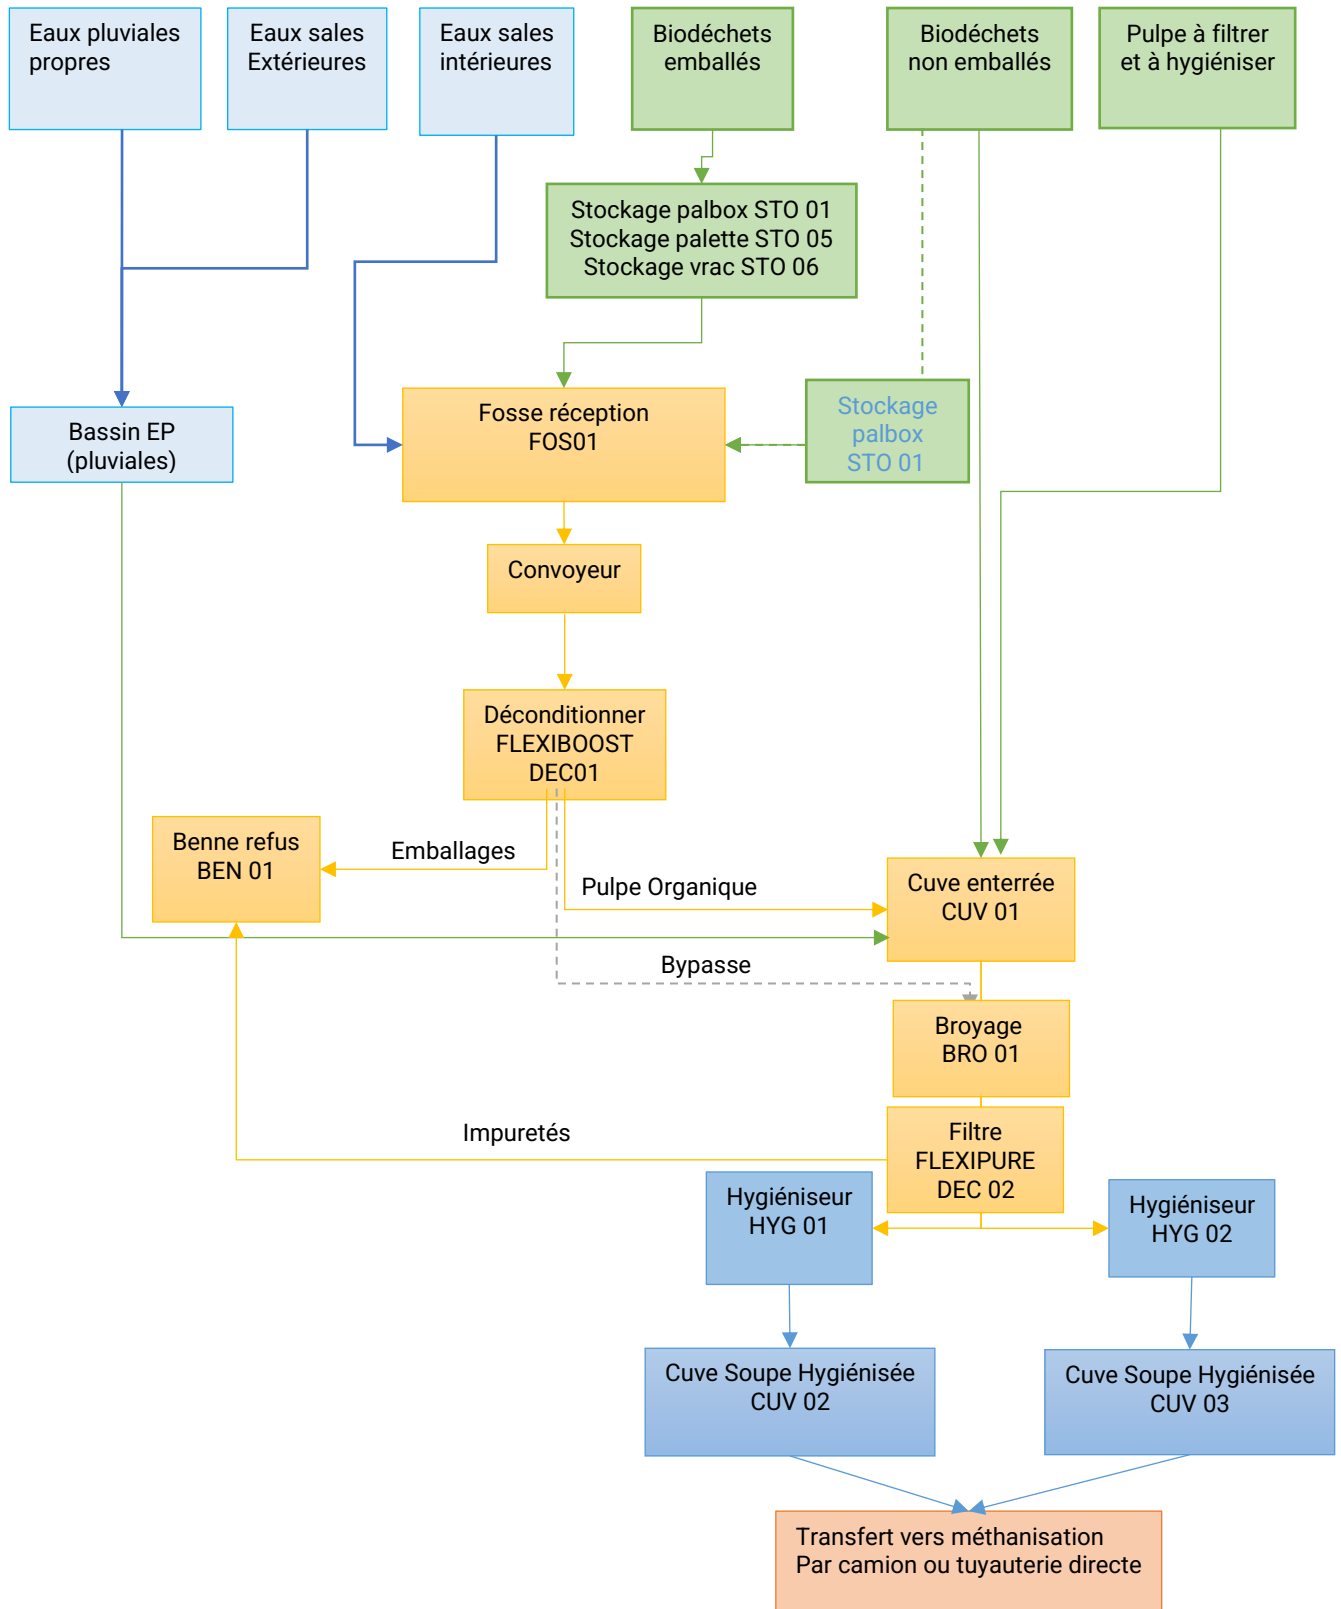 Eaux pluviales
propres
Eaux sales
Extérieures
Eaux sales
intérieures
Biodéchets
emballés
Biodéchets
non emballés
Pulpe à filtrer
et à hygiéniser
Stockage palbox STO 01
Stockage palette STO 05
Stockage vrac STO 06
Bassin EP
(pluviales)
Fosse réception
FOS01
Stockage
palbox
STO 01
Convoyeur
Déconditionner
FLEXIBOOST
DEC01
Benne refus
BEN 01
Emballages
Pulpe Organique
Cuve enterrée
CUV 01
Bypasse
Broyage
BRO 01
Impuretés
Filtre
FLEXIPURE
DEC 02
Hygiéniseur
HYG 01
Hygiéniseur
HYG 02
Cuve Soupe Hygiénisée
CUV 02
Cuve Soupe Hygiénisée
CUV 03
Transfert vers méthanisation
Par camion ou tuyauterie directe